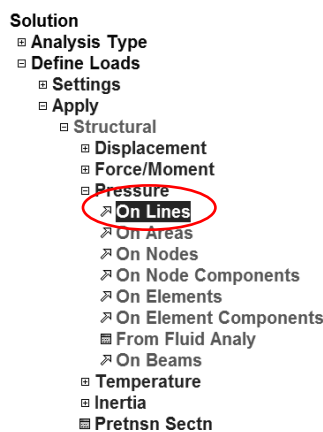 Solution
Analysis Type
Define Loads
Settings
Apply
Structural
Displacement
Force/Moment
Pressure
On Lines
On Areas
On Nodes
On Node Components
On Elements
On Element Components
From Fluid Analy
On Beams
Temperature
Inertia
Pretnsn Sectn